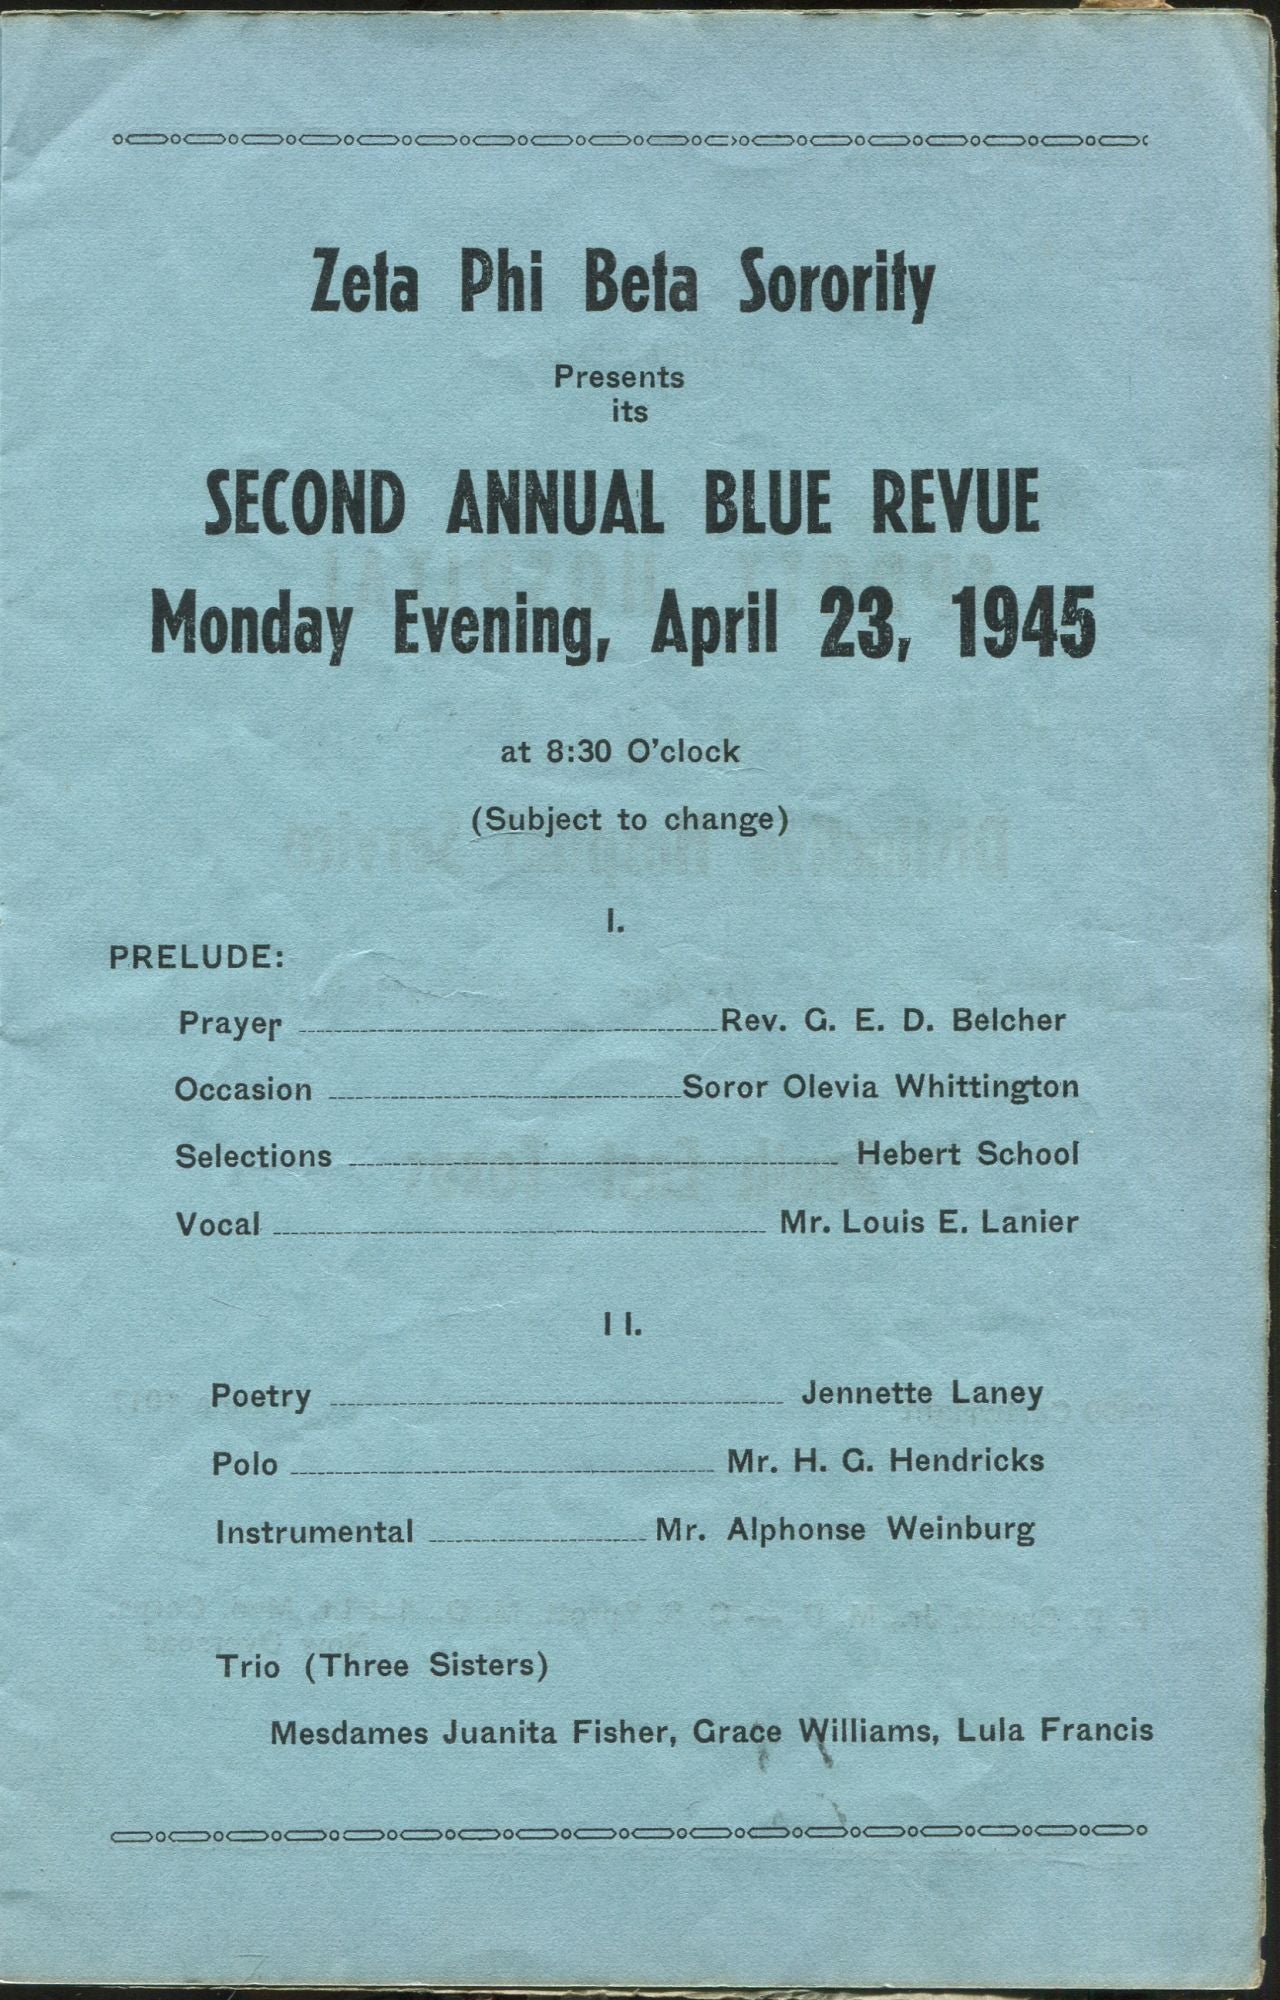 Zeta Phi Beta Sorority
Presents
its
SECOND ANNUAL BLUE REVUE
Monday Evening, April 23, 1945
at 8:30 O'clock
(Subject to change)
I.
PRELUDE:
Prayer Rev. G. E. D. Belcher
Occasion Soror Olevia Whittington
Selections Hebert School
Vocal Mr. Louis E. Lanier
II.
Poetry Jennette Laney
Polo Mr. H. G. Hendricks
Instrumental Mr. Alphonse Weinburg
Trio (Three Sisters)
Mesdames Juanita Fisher, Grace Williams, Lula Francis